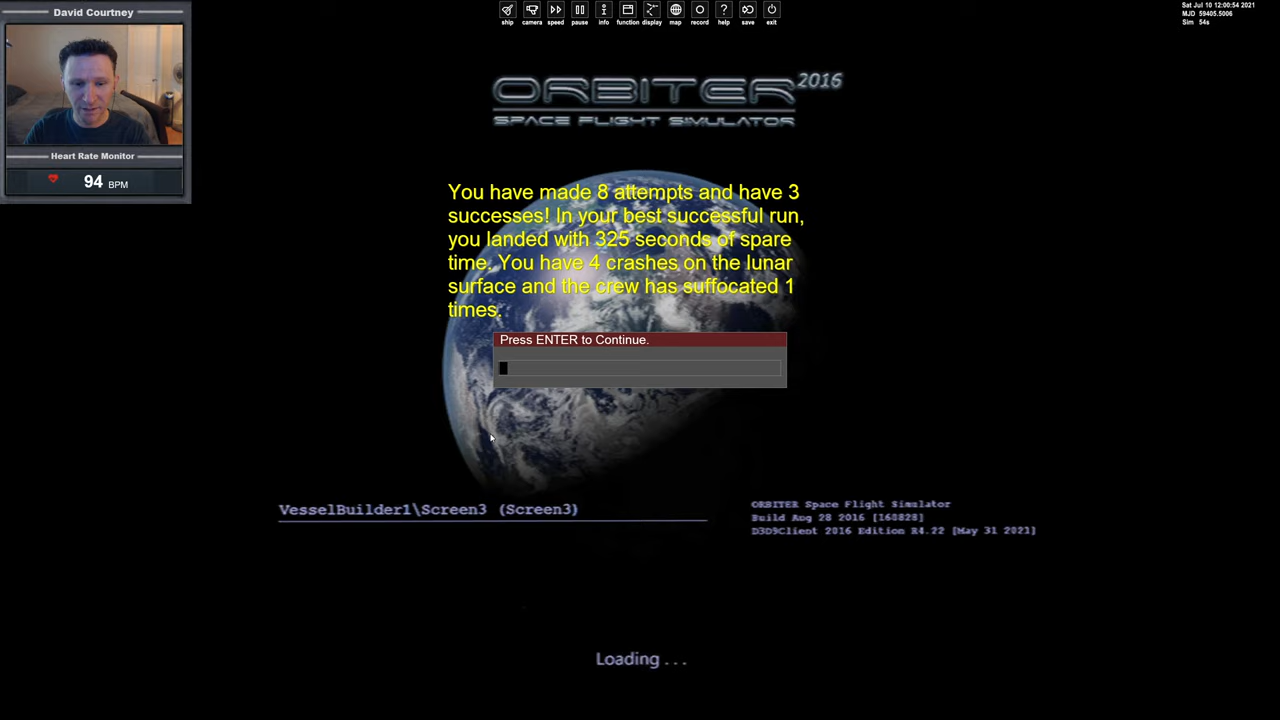 David Courtney
Heart Rate Monitor
94 BPM
ship camera speed pause info function display map record help save exit
Sat Jul 10 12:00:54 2021
MJD 59405.5006
Sim 54s
ORBITER 2016
SPACE FLIGHT SIMULATOR
You have made 8 attempts and have 3
successes! In your best successful run,
you landed with 325 seconds of spare
time. You have 4 crashes on the lunar
surface and the crew has suffocated 1
times.
Press ENTER to Continue.
VesselBuilder1\Screen3 (Screen3)
ORBITER Space Flight Simulator
Build Aug 28 2016 [160828]
D3D9Client 2016 Edition R4.22 [May 31 2021]
Loading . . .